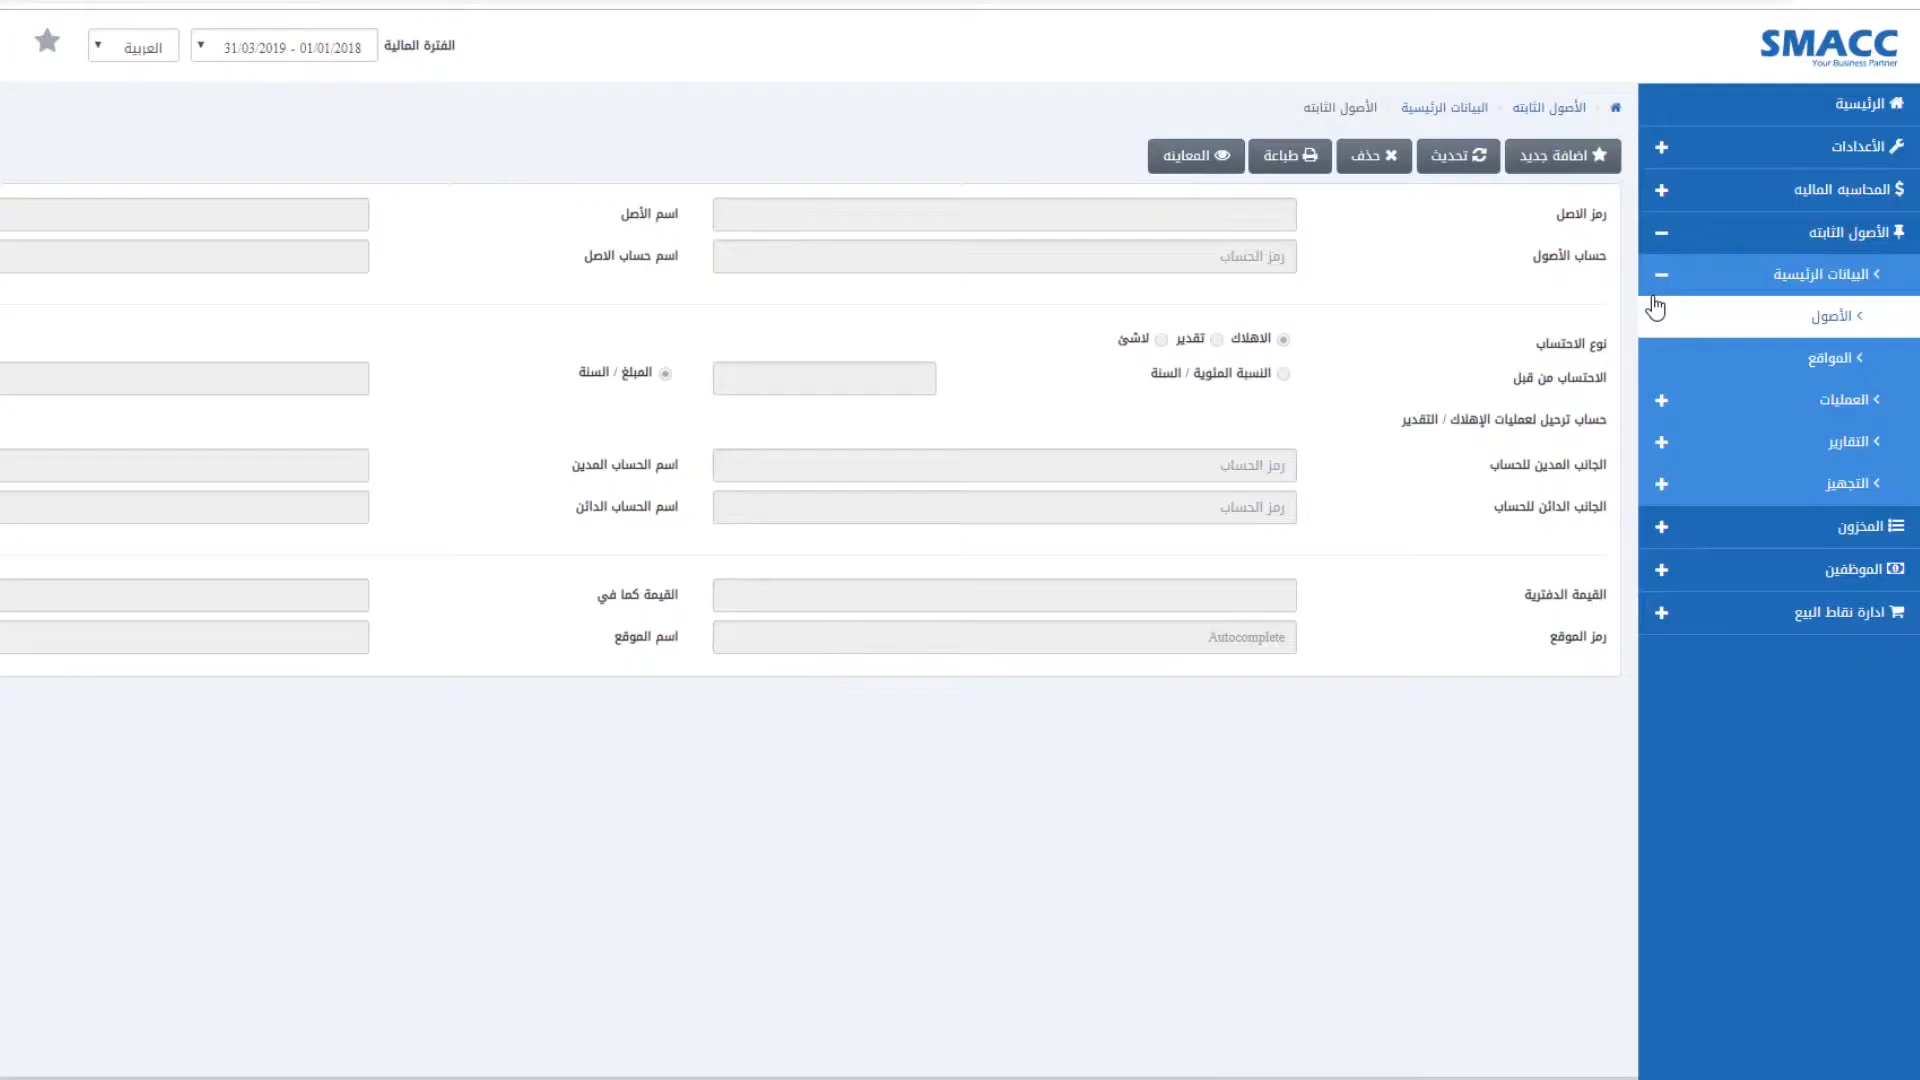 SMACC
Your Business Partner
الفترة المالية
01/01/2018 - 31/03/2019
العربية
الرئيسية
الأعدادات
المحاسبه الماليه
الأصول الثابته
البيانات الرئيسية
الأصول
المواقع
العمليات
التقارير
التجهيز
المخزون
الموظفين
ادارة نقاط البيع
الأصول الثابته البيانات الرئيسية الأصول الثابته
اضافة جديد
تحديث
حذف
طباعة
المعاينه
رمز الاصل
اسم الأصل
حساب الأصول
رمز الحساب
اسم حساب الاصل
نوع الاحتساب
الاهلاك
تقدير
لاشئ
الاحتساب من قبل
النسبة المئوية / السنة
المبلغ / السنة
حساب ترحيل لعمليات الإهلاك / التقدير
الجانب المدين للحساب
رمز الحساب
اسم الحساب المدين
الجانب الدائن للحساب
رمز الحساب
اسم الحساب الدائن
القيمة الدفترية
القيمة كما في
رمز الموقع
Autocomplete
اسم الموقع